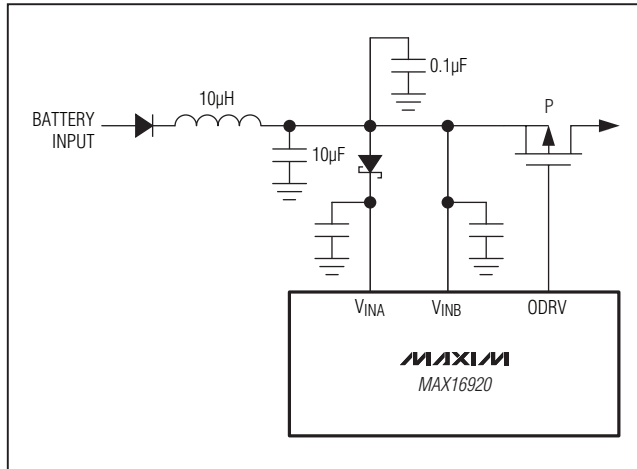 0.1µF
10µH
P
BATTERY
INPUT
10µF
VINA
VINB
ODRV
MAXIM
MAX16920